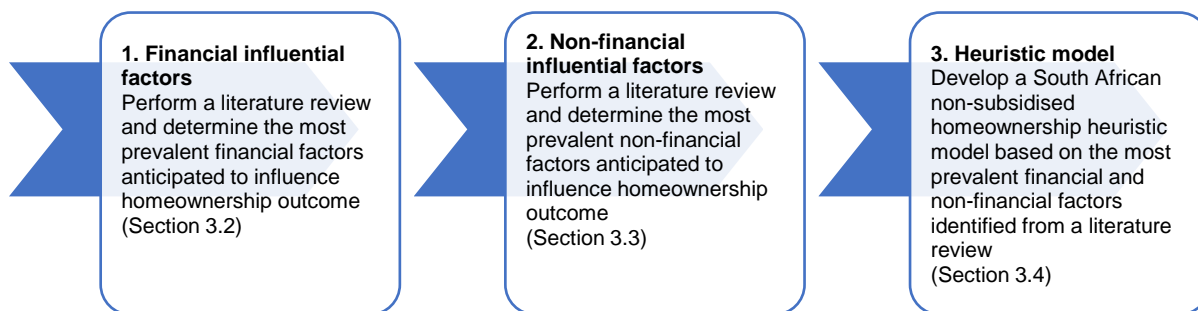 1. Financial influential
factors
Perform a literature review
and determine the most
prevalent financial factors
anticipated to influence
homeownership outcome
(Section 3.2)
2. Non-financial
influential factors
Perform a literature review
and determine the most
prevalent non-financial
factors anticipated to
influence homeownership
outcome
(Section 3.3)
3. Heuristic model
Develop a South African
non-subsidised
homeownership heuristic
model based on the most
prevalent financial and
non-financial factors
identified from a literature
review
(Section 3.4)